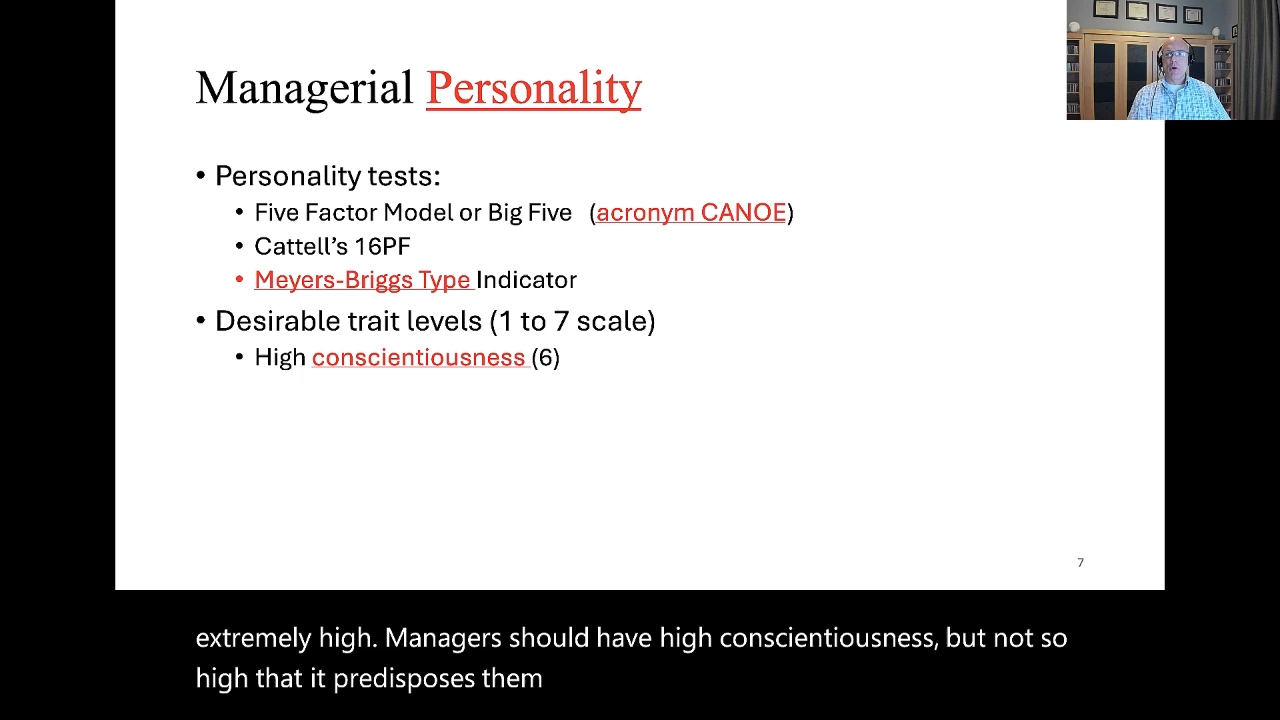 Managerial Personality
• Personality tests:
• Five Factor Model or Big Five (acronym CANOE)
• Cattell’s 16PF
• Meyers-Briggs Type Indicator
• Desirable trait levels (1 to 7 scale)
• High conscientiousness (6)
7
extremely high. Managers should have high conscientiousness, but not so
high that it predisposes them